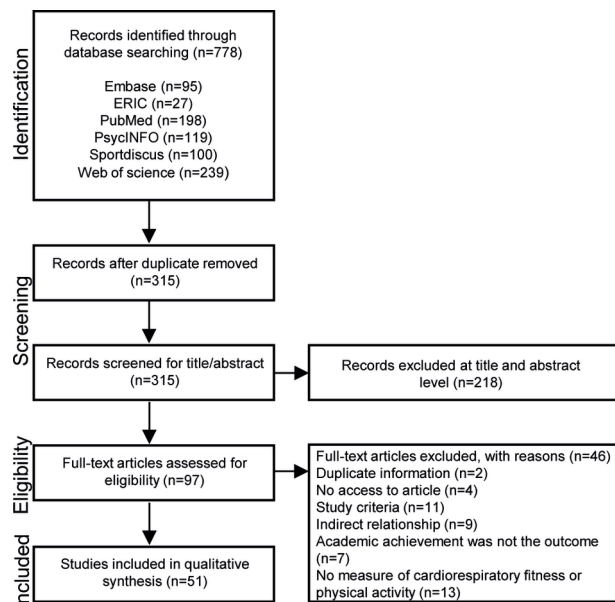 Identification
Records identified through
database searching (n=778)
Embase (n=95)
ERIC (n=27)
PubMed (n=198)
PsycINFO (n=119)
Sportdiscus (n=100)
Web of science (n=239)
Screening
Records after duplicate removed
(n=315)
Records screened for title/abstract
(n=315)
Records excluded at title and abstract
level (n=218)
Eligibility
Full-text articles assessed for
eligibility (n=97)
Full-text articles excluded, with reasons (n=46)
Duplicate information (n=2)
No access to article (n=4)
Study criteria (n=11)
Indirect relationship (n=9)
Academic achievement was not the outcome
(n=7)
No measure of cardiorespiratory fitness or
physical activity (n=13)
Included
Studies included in qualitative
synthesis (n=51)